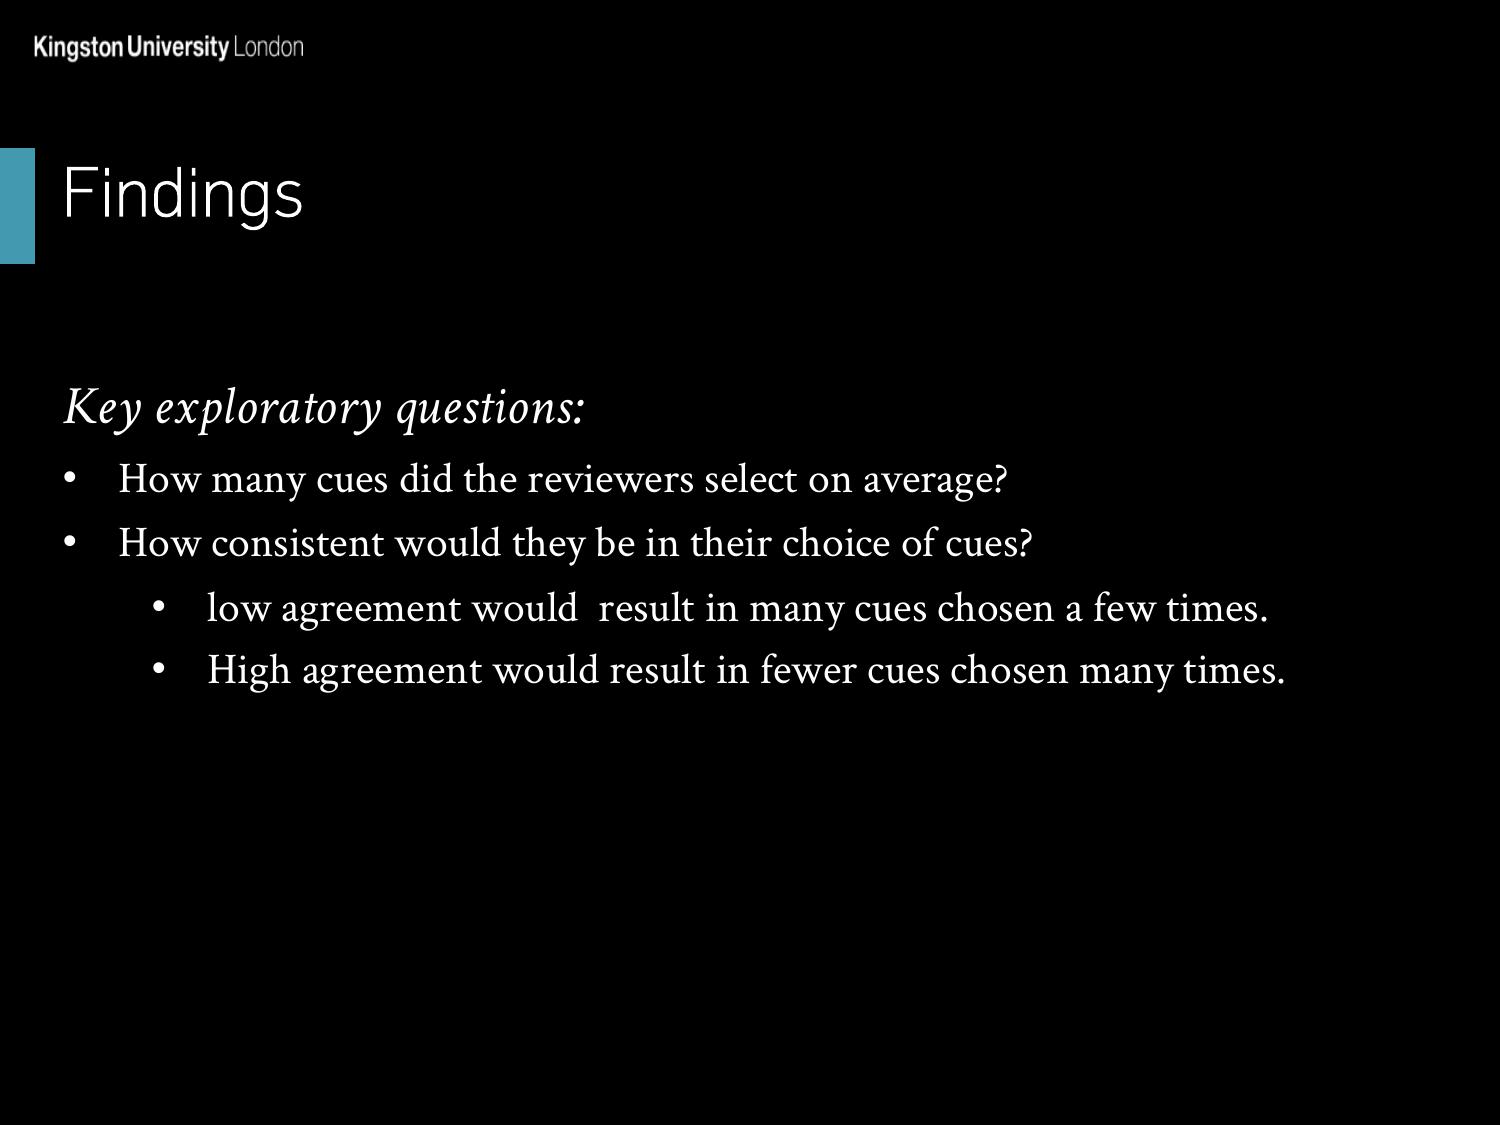 Kingston University London
Findings
Key exploratory questions:
• How many cues did the reviewers select on average?
• How consistent would they be in their choice of cues?
• low agreement would  result in many cues chosen a few times.
• High agreement would result in fewer cues chosen many times.